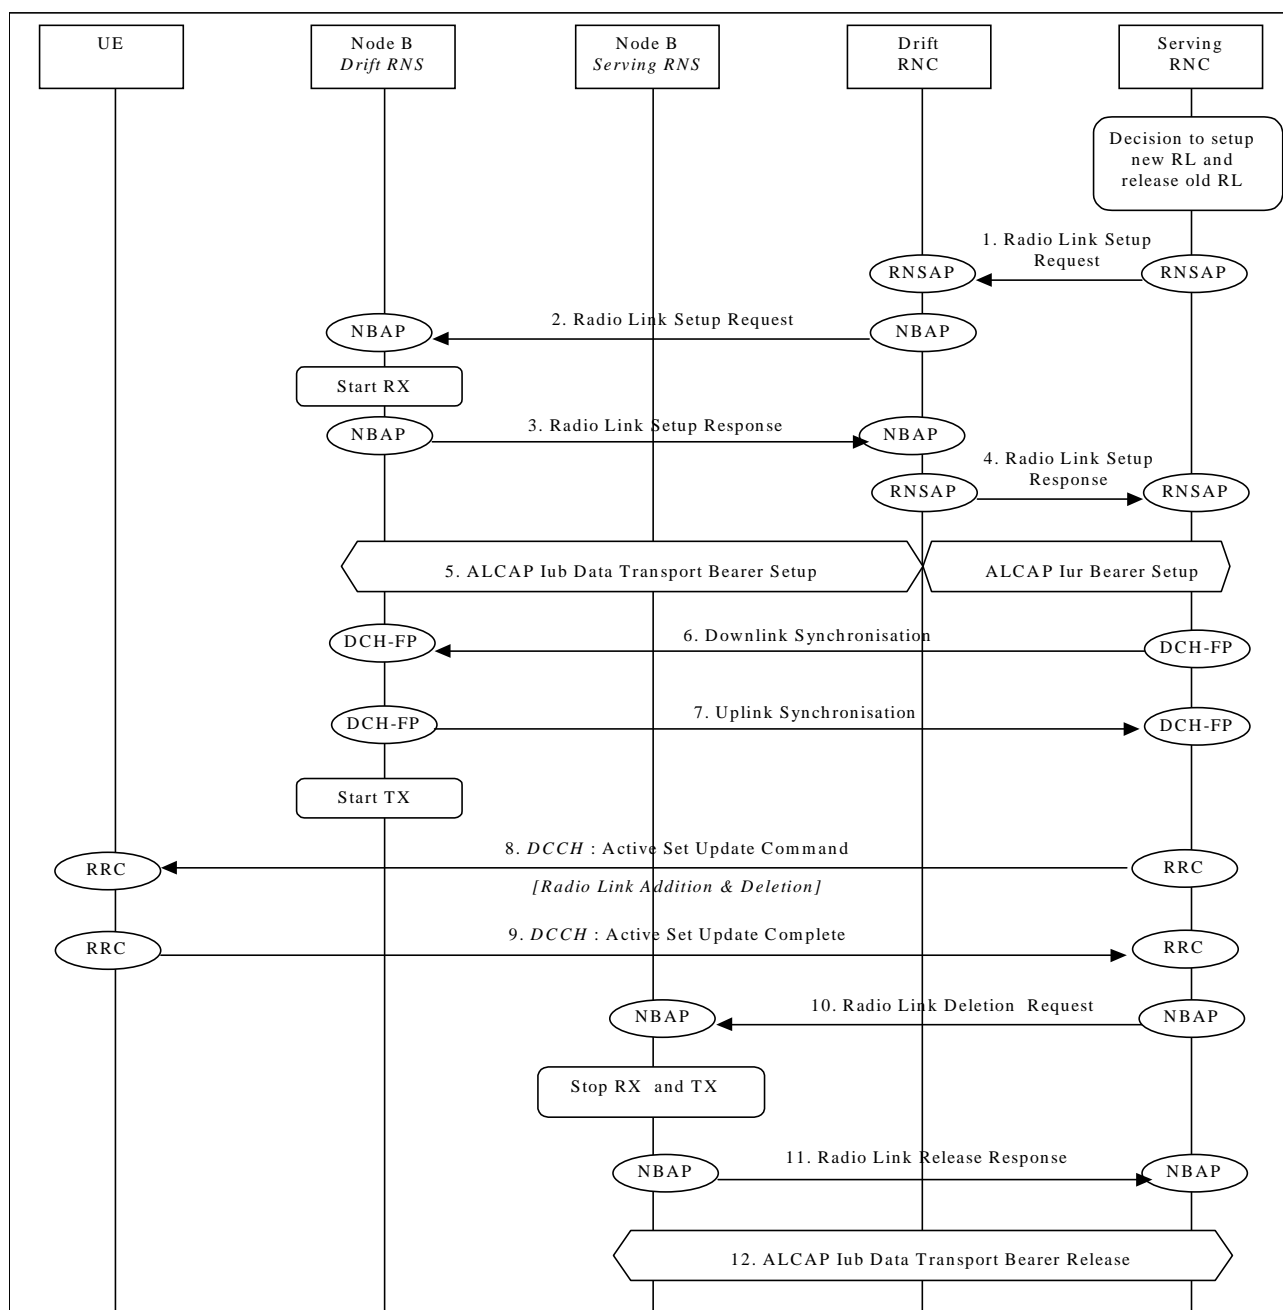 UE
Node B
Drift RNS
Node B
Serving RNS
Drift
RNC
Serving
RNC
Decision to setup
new RL and
release old RL
1. Radio Link Setup
Request
RNSAP
RNSAP
NBAP
2. Radio Link Setup Request
NBAP
Start RX
NBAP
3. Radio Link Setup Response
NBAP
4. Radio Link Setup
Response
RNSAP
RNSAP
5. ALCAP Iub Data Transport Bearer Setup
ALCAP Iur Bearer Setup
DCH-FP
6. Downlink Synchronisation
DCH-FP
DCH-FP
7. Uplink Synchronisation
DCH-FP
Start TX
RRC
8. DCCH : Active Set Update Command
RRC
[Radio Link Addition & Deletion]
RRC
9. DCCH : Active Set Update Complete
RRC
NBAP
10. Radio Link Deletion Request
NBAP
Stop RX and TX
NBAP
11. Radio Link Release Response
NBAP
12. ALCAP Iub Data Transport Bearer Release